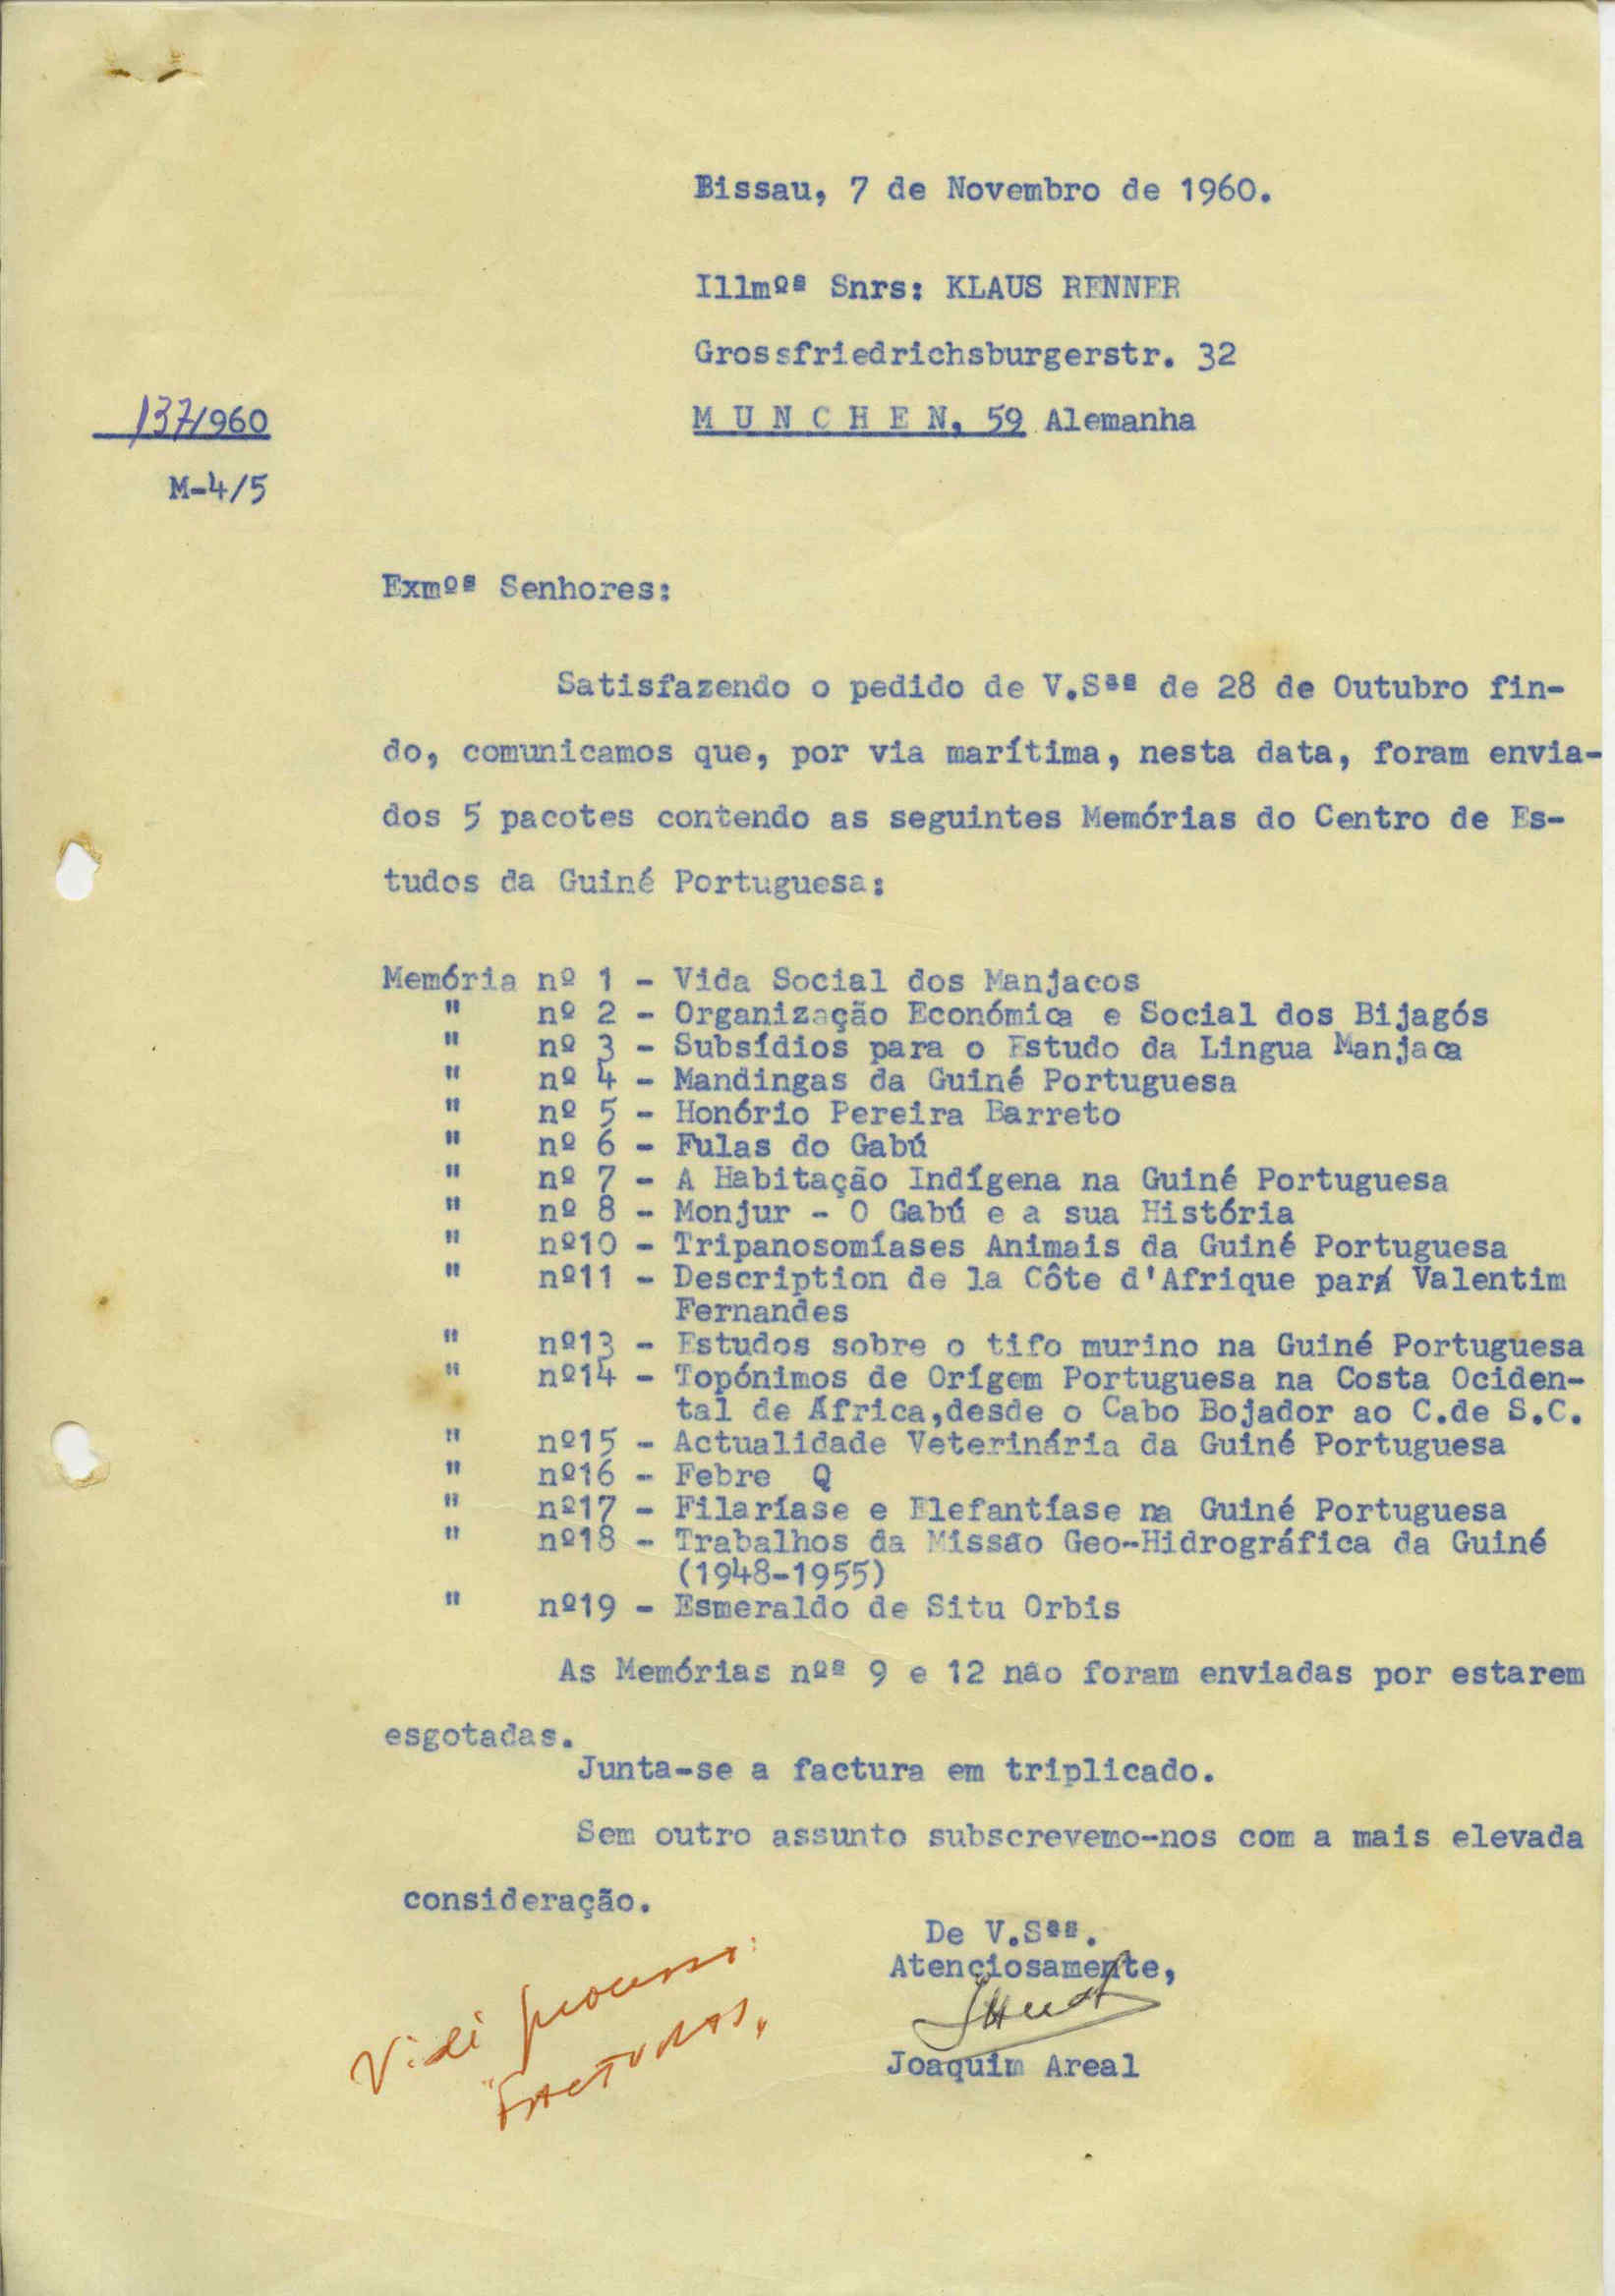 Bissau, 7 de Novembro de 1960.
Illmºs Snrs: KLAUS RENNER
Grossfriedrichsburgerstr. 32
137/960
M U N C H E N, 59 Alemanha
M-4/5
Exmºs Senhores:
Satisfazendo o pedido de V.Sªs de 28 de Outubro fin-
do, comunicamos que, por via marítima, nesta data, foram envia-
dos 5 pacotes contendo as seguintes Memórias do Centro de Es-
tudos da Guiné Portuguesa:
Memória nº 1 - Vida Social dos Manjacos
" nº 2 - Organização Económica e Social dos Bijagós
" nº 3 - Subsídios para o Estudo da Lingua Manjaca
" nº 4 - Mandingas da Guiné Portuguesa
" nº 5 - Honório Pereira Barreto
" nº 6 - Fulas do Gabú
" nº 7 - A Habitação Indígena na Guiné Portuguesa
" nº 8 - Monjur - O Gabú e a sua História
" nº10 - Tripanosomíases Animais da Guiné Portuguesa
" nº11 - Description de la Côte d'Afrique par Valentim
Fernandes
" nº13 - Estudos sobre o tifo murino na Guiné Portuguesa
" nº14 - Topónimos de Orígem Portuguesa na Costa Ociden-
tal de África,desde o Cabo Bojador ao C.de S.C.
" nº15 - Actualidade Veterinária da Guiné Portuguesa
" nº16 - Febre Q
" nº17 - Filaríase e Elefantíase na Guiné Portuguesa
" nº18 - Trabalhos da Missão Geo-Hidrográfica da Guiné
(1948-1955)
" nº19 - Esmeraldo de Situ Orbis
As Memórias nºs 9 e 12 não foram enviadas por estarem
esgotadas.
Junta-se a factura em triplicado.
Sem outro assunto subscrevemo-nos com a mais elevada
consideração.
De V.Sªs.
Atenciosamente,
Joaquim Areal
Vidé processo:
"FACTURAS"